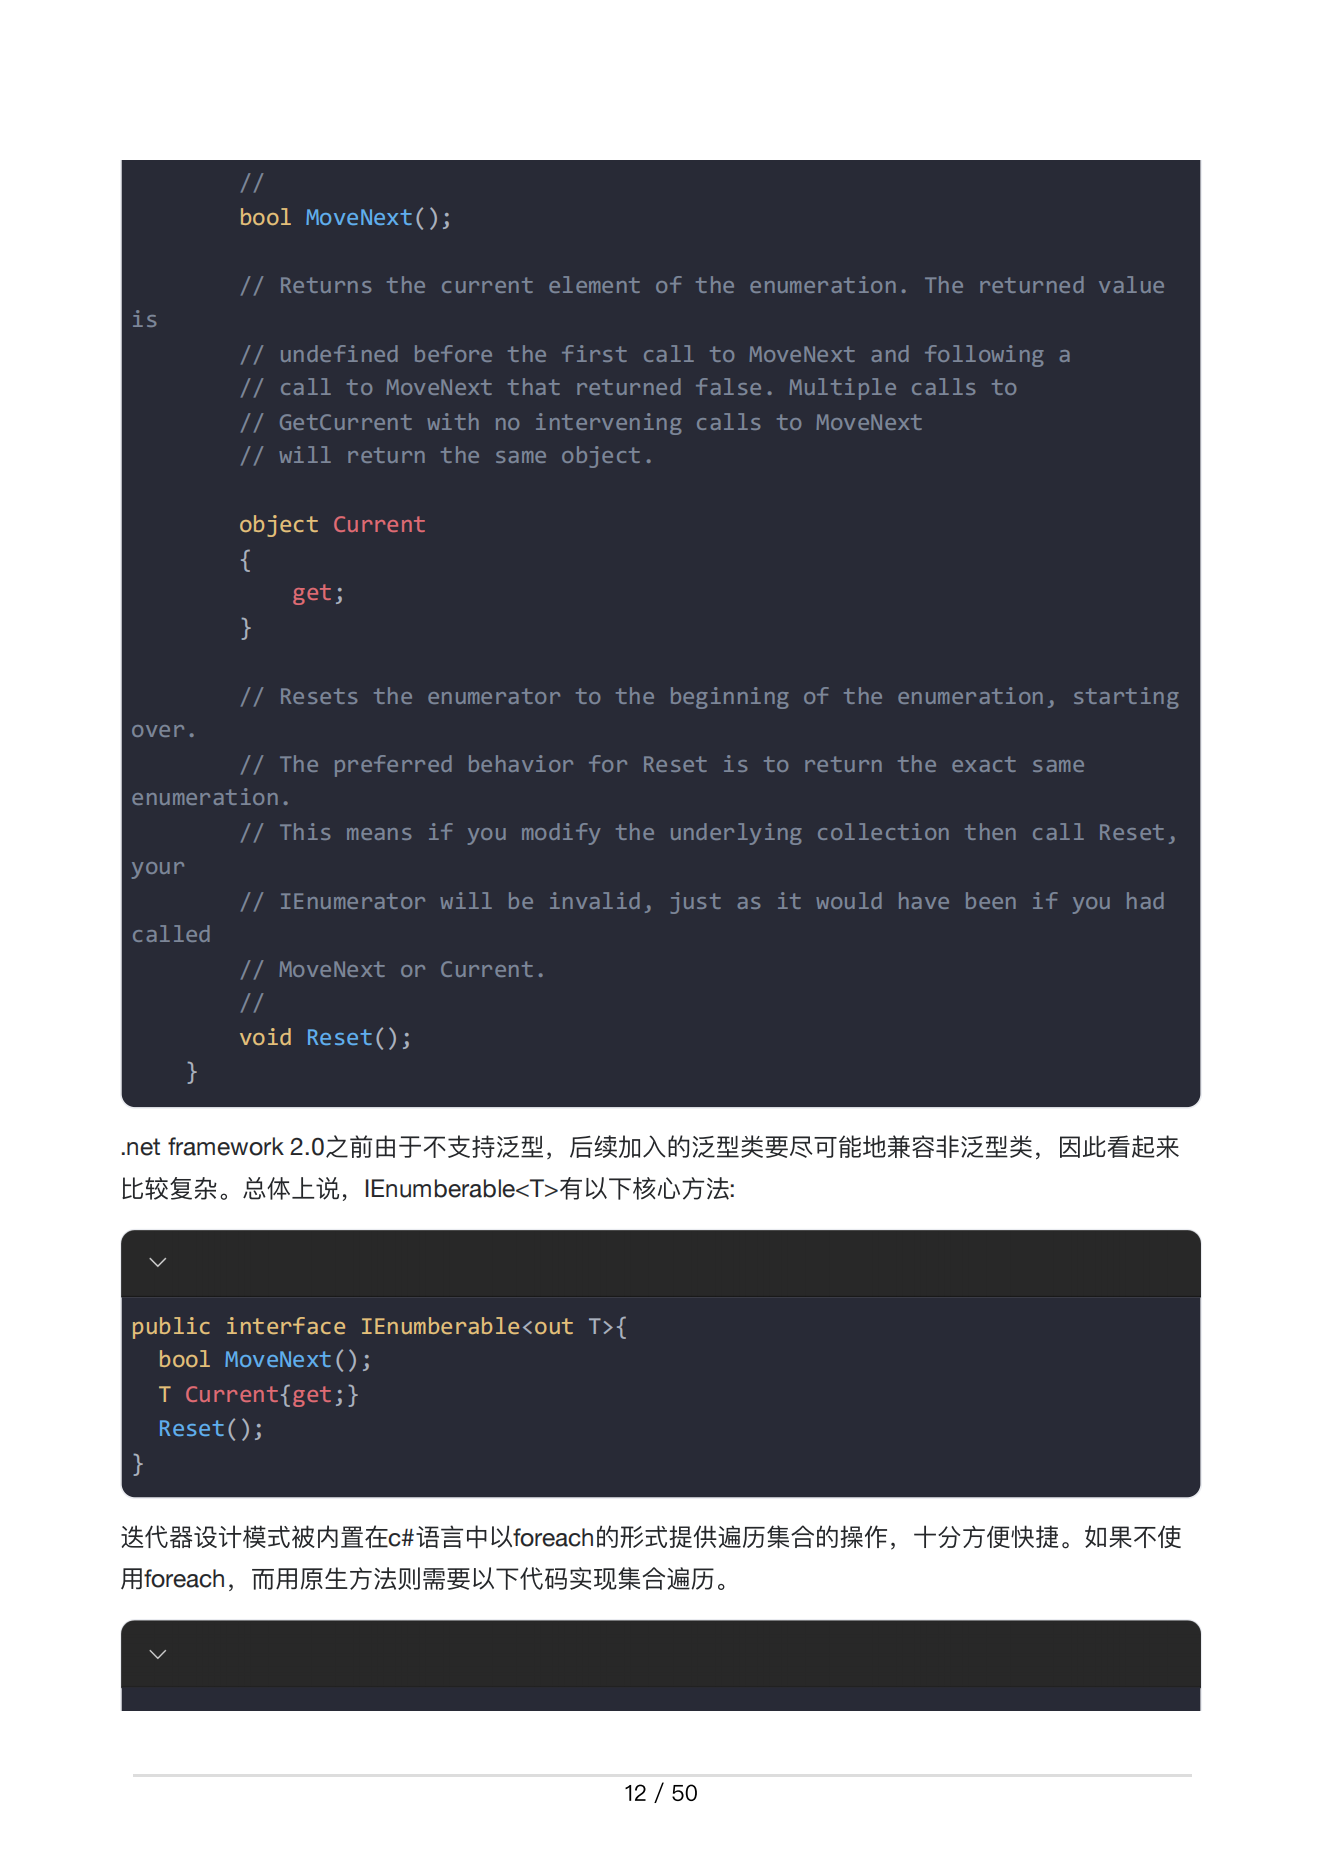 //
bool MoveNext();
// Returns the current element of the enumeration. The returned value
is
// undefined before the first call to MoveNext and following a
// call to MoveNext that returned false. Multiple calls to
// GetCurrent with no intervening calls to MoveNext
// will return the same object.
object Current
{
get;
}
// Resets the enumerator to the beginning of the enumeration, starting
over.
// The preferred behavior for Reset is to return the exact same
enumeration.
// This means if you modify the underlying collection then call Reset,
your
// IEnumerator will be invalid, just as it would have been if you had
called
// MoveNext or Current.
//
void Reset();
}
.net framework 2.0之前由于不支持泛型，后续加入的泛型类要尽可能地兼容非泛型类，因此看起来
比较复杂。总体上说，IEnumberable<T>有以下核心方法:
public interface IEnumberable<out T>{
bool MoveNext();
T Current{get;}
Reset();
}
迭代器设计模式被内置在c#语言中以foreach的形式提供遍历集合的操作，十分方便快捷。如果不使
用foreach，而用原生方法则需要以下代码实现集合遍历。
12 / 50